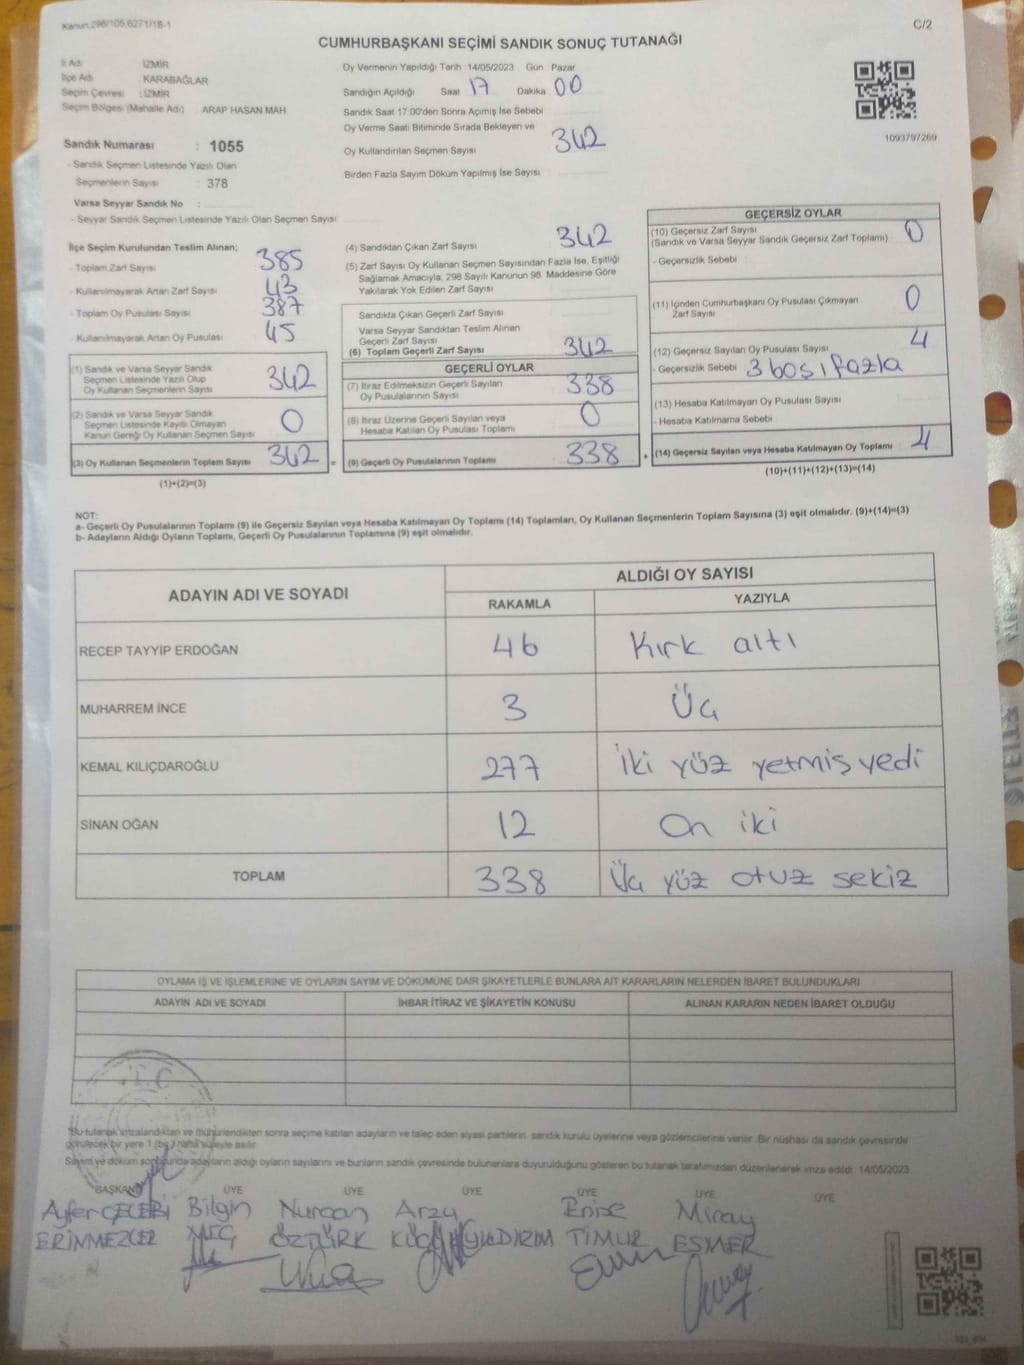 Kanun.298/105,6271/18-1
C/2
CUMHURBAŞKANI SEÇİMİ SANDIK SONUÇ TUTANAĞI
İl Adı : İZMİR
İlçe Adı : KARABAĞLAR
Seçim Çevresi : İZMİR
Seçim Bölgesi (Mahalle Adı) ARAP HASAN MAH
Sandık Numarası : 1055
- Sandık Seçmen Listesinde Yazılı Olan
Seçmenlerin Sayısı : 378
Varsa Seyyar Sandık No :
- Seyyar Sandık Seçmen Listesinde Yazılı Olan Seçmen Sayısı
Oy Vermenin Yapıldığı Tarih 14/05/2023 Gün Pazar
Sandığın Açıldığı Saat 17 Dakika 00
Sandık Saat 17.00'den Sonra Açımış İse Sebebi
Oy Verme Saati Bitiminde Sırada Bekleyen ve
Oy Kullandırılan Seçmen Sayısı 342
Birden Fazla Sayım Döküm Yapılmış İse Sayısı
1093797269
İlçe Seçim Kurulundan Teslim Alınan;
- Toplam Zarf Sayısı 385
- Kullanılmayarak Artan Zarf Sayısı 43
- Toplam Oy Pusulası Sayısı 387
- Kullanılmayarak Artan Oy Pusulası 45
(1) Sandık ve Varsa Seyyar Sandık
Seçmen Listesinde Yazılı Olup
Oy Kullanan Seçmenlerin Sayısı 342
(2) Sandık ve Varsa Seyyar Sandık
Seçmen Listesinde Kayıtlı Olmayan
Kanun Gereği Oy Kullanan Seçmen Sayısı 0
(3) Oy Kullanan Seçmenlerin Toplam Sayısı 342 =
(1)+(2)=(3)
(4) Sandıktan Çıkan Zarf Sayısı 342
(5) Zarf Sayısı Oy Kullanan Seçmen Sayısından Fazla İse, Eşitliği
Sağlamak Amacıyla, 298 Sayılı Kanunun 98. Maddesine Göre
Yakılarak Yok Edilen Zarf Sayısı
Sandıkta Çıkan Geçerli Zarf Sayısı
Varsa Seyyar Sandıktan Teslim Alınan
Geçerli Zarf Sayısı
(6) Toplam Geçerli Zarf Sayısı 342
GEÇERLİ OYLAR
(7) İtiraz Edilmeksizin Geçerli Sayılan
Oy Pusulalarının Sayısı 338
(8) İtiraz Üzerine Geçerli Sayılan veya
Hesaba Katılan Oy Pusulası Toplamı 0
(9) Geçerli Oy Pusulalarının Toplamı 338 +
GEÇERSİZ OYLAR
(10) Geçersiz Zarf Sayısı 0
(Sandık ve Varsa Seyyar Sandık Geçersiz Zarf Toplamı)
- Geçersizlik Sebebi
(11) İçinden Cumhurbaşkanı Oy Pusulası Çıkmayan
Zarf Sayısı 0
(12) Geçersiz Sayılan Oy Pusulası Sayısı 4
- Geçersizlik Sebebi 3 boş 1 fazla
(13) Hesaba Katılmayan Oy Pusulası Sayısı
- Hesaba Katılmama Sebebi
(14) Geçersiz Sayılan veya Hesaba Katılmayan Oy Toplamı 4
(10)+(11)+(12)+(13)=(14)
NOT:
a- Geçerli Oy Pusulalarının Toplamı (9) ile Geçersiz Sayılan veya Hesaba Katılmayan Oy Toplamı (14) Toplamları, Oy Kullanan Seçmenlerin Toplam Sayısına (3) eşit olmalıdır. (9)+(14)=(3)
b- Adayların Aldığı Oyların Toplamı, Geçerli Oy Pusulalarının Toplamına (9) eşit olmalıdır.
ADAYIN ADI VE SOYADI
ALDIĞI OY SAYISI
RAKAMLA YAZIYLA
RECEP TAYYİP ERDOĞAN 46 Kırk altı
MUHARREM İNCE 3 Üç
KEMAL KILIÇDAROĞLU 277 İki yüz yetmiş yedi
SİNAN OĞAN 12 On iki
TOPLAM 338 Üç yüz otuz sekiz
OYLAMA İŞ VE İŞLEMLERİNE VE OYLARIN SAYIM VE DÖKÜMÜNE DAİR ŞİKAYETLERLE BUNLARA AİT KARARLARIN NELERDEN İBARET BULUNDUKLARI
ADAYIN ADI VE SOYADI İHBAR İTİRAZ VE ŞİKAYETİN KONUSU ALINAN KARARIN NEDEN İBARET OLDUĞU
T.C
Bu tutanak imzalandıktan ve mühürlendikten sonra seçime katılan adayların ve talep eden siyasi partilerin sandık kurulu üyelerine veya gözlemcilerine verilir. Bir nüshası da sandık çevresinde
görülecek bir yere 1 (bir) hafta süreyle asılır.
Sayım ve döküm sonucunda adayların aldığı oyların sayılarını ve bunların sandık çevresinde bulunanlara duyurulduğunu gösteren bu tutanak tarafımızdan düzenlenerek imza edildi. 14/05/2023
BAŞKAN ÜYE ÜYE ÜYE ÜYE ÜYE ÜYE
Ayfer ÇELEBİ Bilgin Nurcan Arzu Enise Miray
ERİNMEZLER ÖZTÜRK YILDIRIM TİMUR ESMER